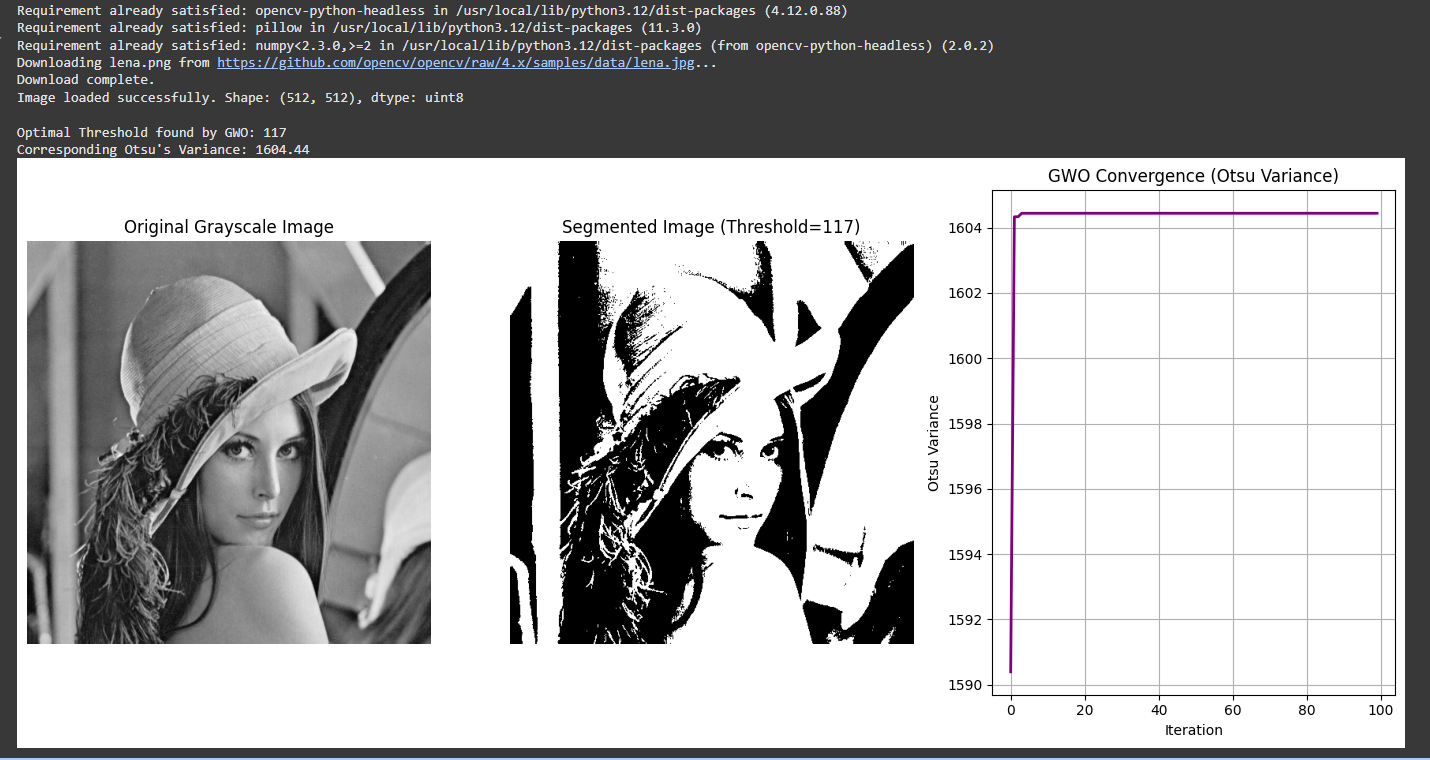 Requirement already satisfied: opencv-python-headless in /usr/local/lib/python3.12/dist-packages (4.12.0.88)
Requirement already satisfied: pillow in /usr/local/lib/python3.12/dist-packages (11.3.0)
Requirement already satisfied: numpy<2.3.0,>=2 in /usr/local/lib/python3.12/dist-packages (from opencv-python-headless) (2.0.2)
Downloading lena.png from https://github.com/opencv/opencv/raw/4.x/samples/data/lena.jpg...
Download complete.
Image loaded successfully. Shape: (512, 512), dtype: uint8
Optimal Threshold found by GWO: 117
Corresponding Otsu's Variance: 1604.44
Original Grayscale Image
Segmented Image (Threshold=117)
GWO Convergence (Otsu Variance)
Otsu Variance
1604
1602
1600
1598
1596
1594
1592
1590
0 20 40 60 80 100
Iteration